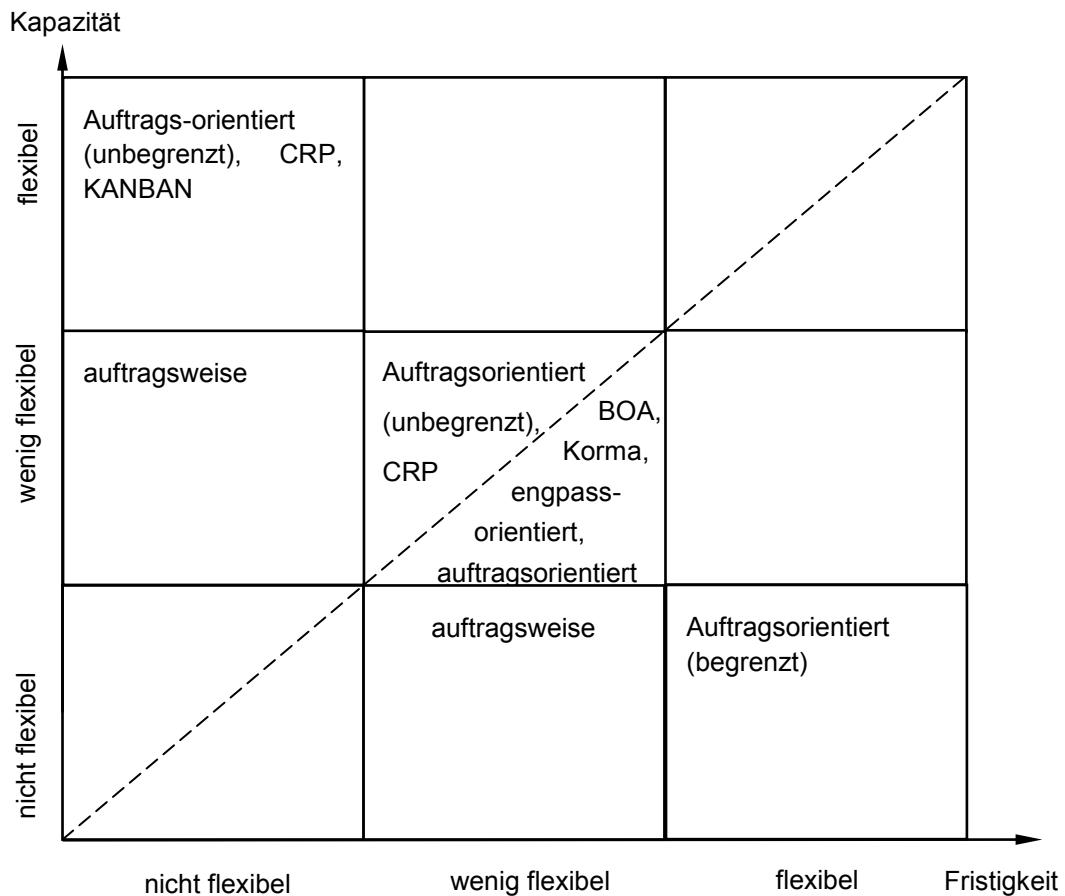 Kapazität
flexibel
Auftrags-orientiert
(unbegrenzt), CRP,
KANBAN
wenig flexibel
auftragsweise
Auftragsorientiert
(unbegrenzt),
CRP
BOA,
Korma,
engpass-
orientiert,
auftragsorientiert
nicht flexibel
auftragsweise
Auftragsorientiert
(begrenzt)
nicht flexibel
wenig flexibel
flexibel
Fristigkeit